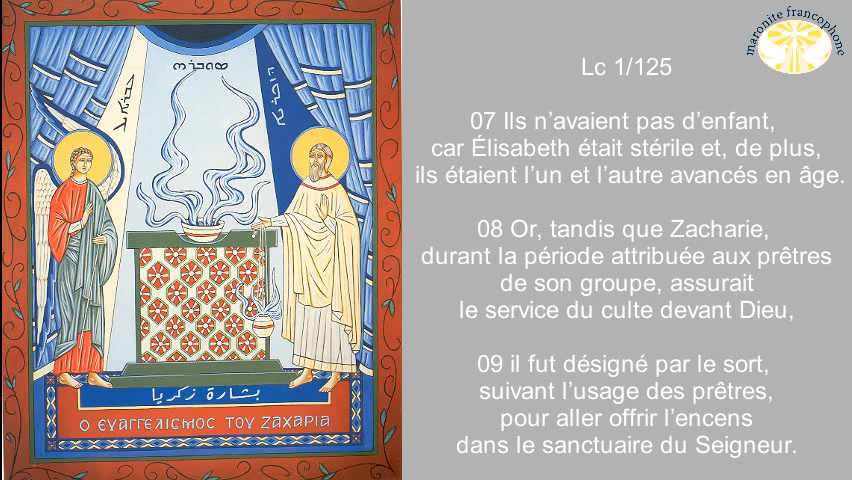 بشارة زكريا
Ο ΕΥΑΓΓΕΛΙCΜΟC ΤΟΥ ΖΑΧΑΡΙΑ
maronite francophone
Lc 1/125
07 Ils n’avaient pas d’enfant,
car Élisabeth était stérile et, de plus,
ils étaient l’un et l’autre avancés en âge.
08 Or, tandis que Zacharie,
durant la période attribuée aux prêtres
de son groupe, assurait
le service du culte devant Dieu,
09 il fut désigné par le sort,
suivant l’usage des prêtres,
pour aller offrir l’encens
dans le sanctuaire du Seigneur.